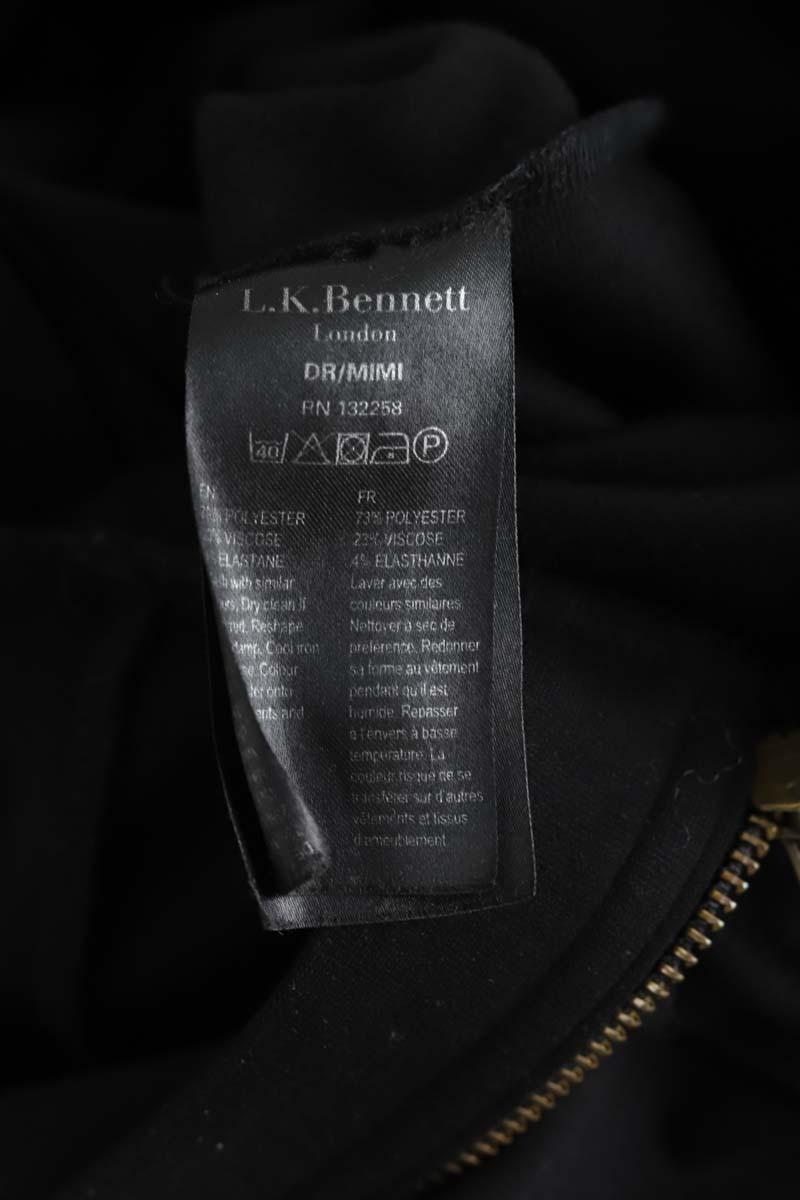 L.K.Bennett
London
DR/MIMI
RN 132258
40 P
EN
POLYESTER
VISCOSE
ELASTANE
with similar
Dry clean if
Reshape
damp. Cool iron
Colour
onto
and
FR
73% POLYESTER
23% VISCOSE
4% ELASTHANNE
Laver avec des
couleurs similaires.
Nettoyer à sec de
préférence. Redonner
sa forme au vêtement
pendant qu'il est
humide. Repasser
à l'envers à basse
température. La
couleur risque de se
transférer sur d'autres
vêtements et tissus
d'ameublement.